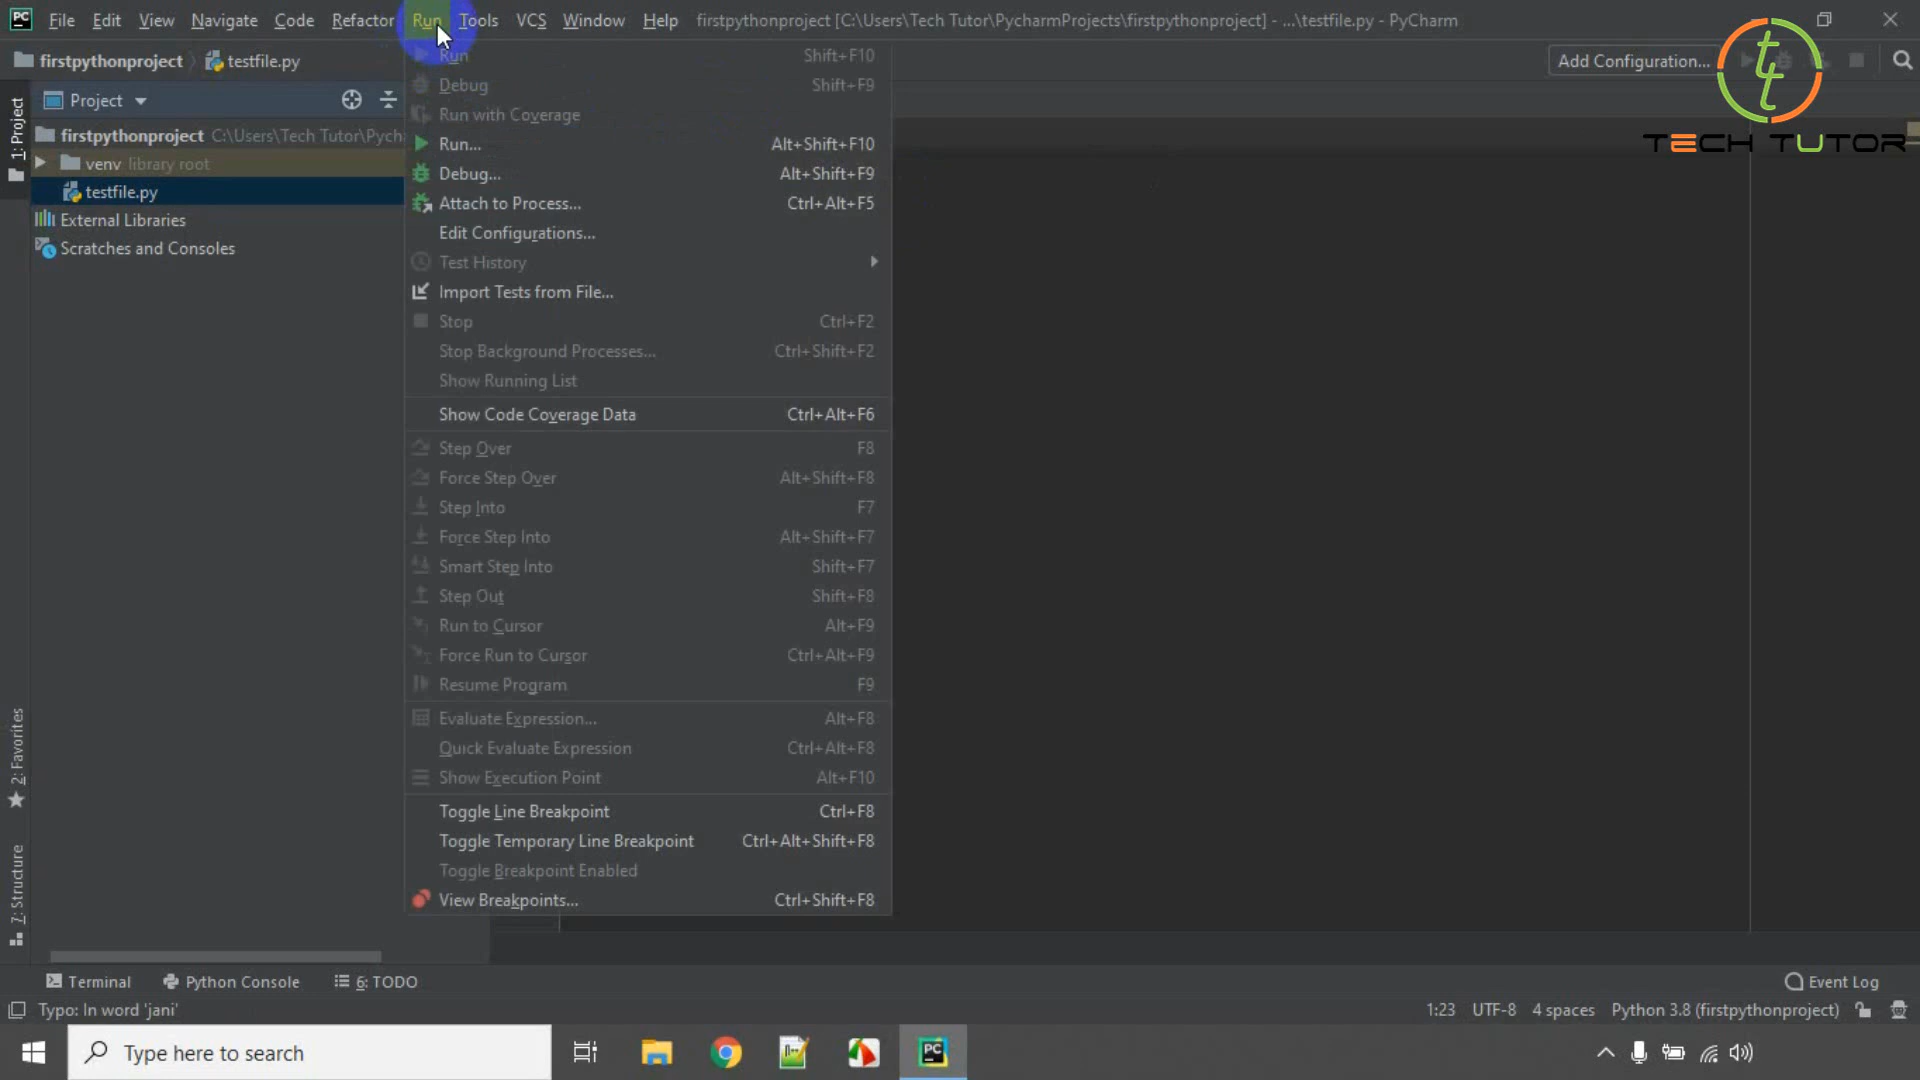 PC File Edit View Navigate Code Refactor Run Tools VCS Window Help firstpythonproject [C:\Users\Tech Tutor\PycharmProjects\firstpythonproject] - ...\testfile.py - PyCharm
firstpythonproject testfile.py Add Configuration...
TECH TUTOR
1: Project
Project
firstpythonproject C:\Users\Tech Tutor\Pych
venv library root
testfile.py
External Libraries
Scratches and Consoles
Run Shift+F10
Debug Shift+F9
Run with Coverage
Run... Alt+Shift+F10
Debug... Alt+Shift+F9
Attach to Process... Ctrl+Alt+F5
Edit Configurations...
Test History
Import Tests from File...
Stop Ctrl+F2
Stop Background Processes... Ctrl+Shift+F2
Show Running List
Show Code Coverage Data Ctrl+Alt+F6
Step Over F8
Force Step Over Alt+Shift+F8
Step Into F7
Force Step Into Alt+Shift+F7
Smart Step Into Shift+F7
Step Out Shift+F8
Run to Cursor Alt+F9
Force Run to Cursor Ctrl+Alt+F9
Resume Program F9
Evaluate Expression... Alt+F8
Quick Evaluate Expression Ctrl+Alt+F8
Show Execution Point Alt+F10
Toggle Line Breakpoint Ctrl+F8
Toggle Temporary Line Breakpoint Ctrl+Alt+Shift+F8
Toggle Breakpoint Enabled
View Breakpoints... Ctrl+Shift+F8
2: Favorites
7: Structure
Terminal Python Console 6: TODO Event Log
Typo: In word 'jani' 1:23 UTF-8 4 spaces Python 3.8 (firstpythonproject)
Type here to search PC